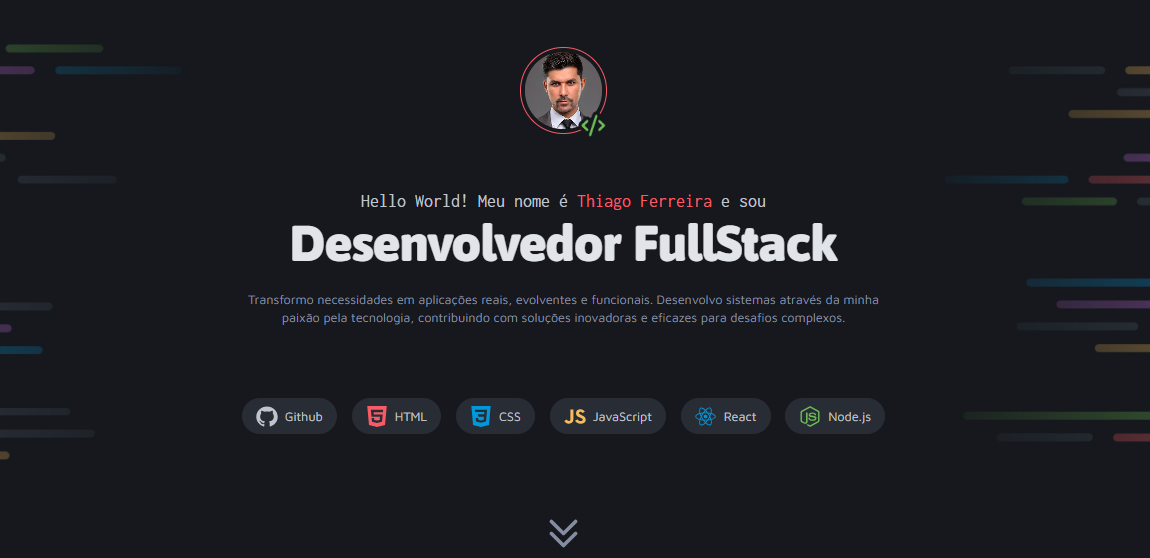 </>
Hello World! Meu nome é Thiago Ferreira e sou
Desenvolvedor FullStack
Transformo necessidades em aplicações reais, evolventes e funcionais. Desenvolvo sistemas através da minha
paixão pela tecnologia, contribuindo com soluções inovadoras e eficazes para desafios complexos.
Github HTML CSS JS JavaScript React Node.js